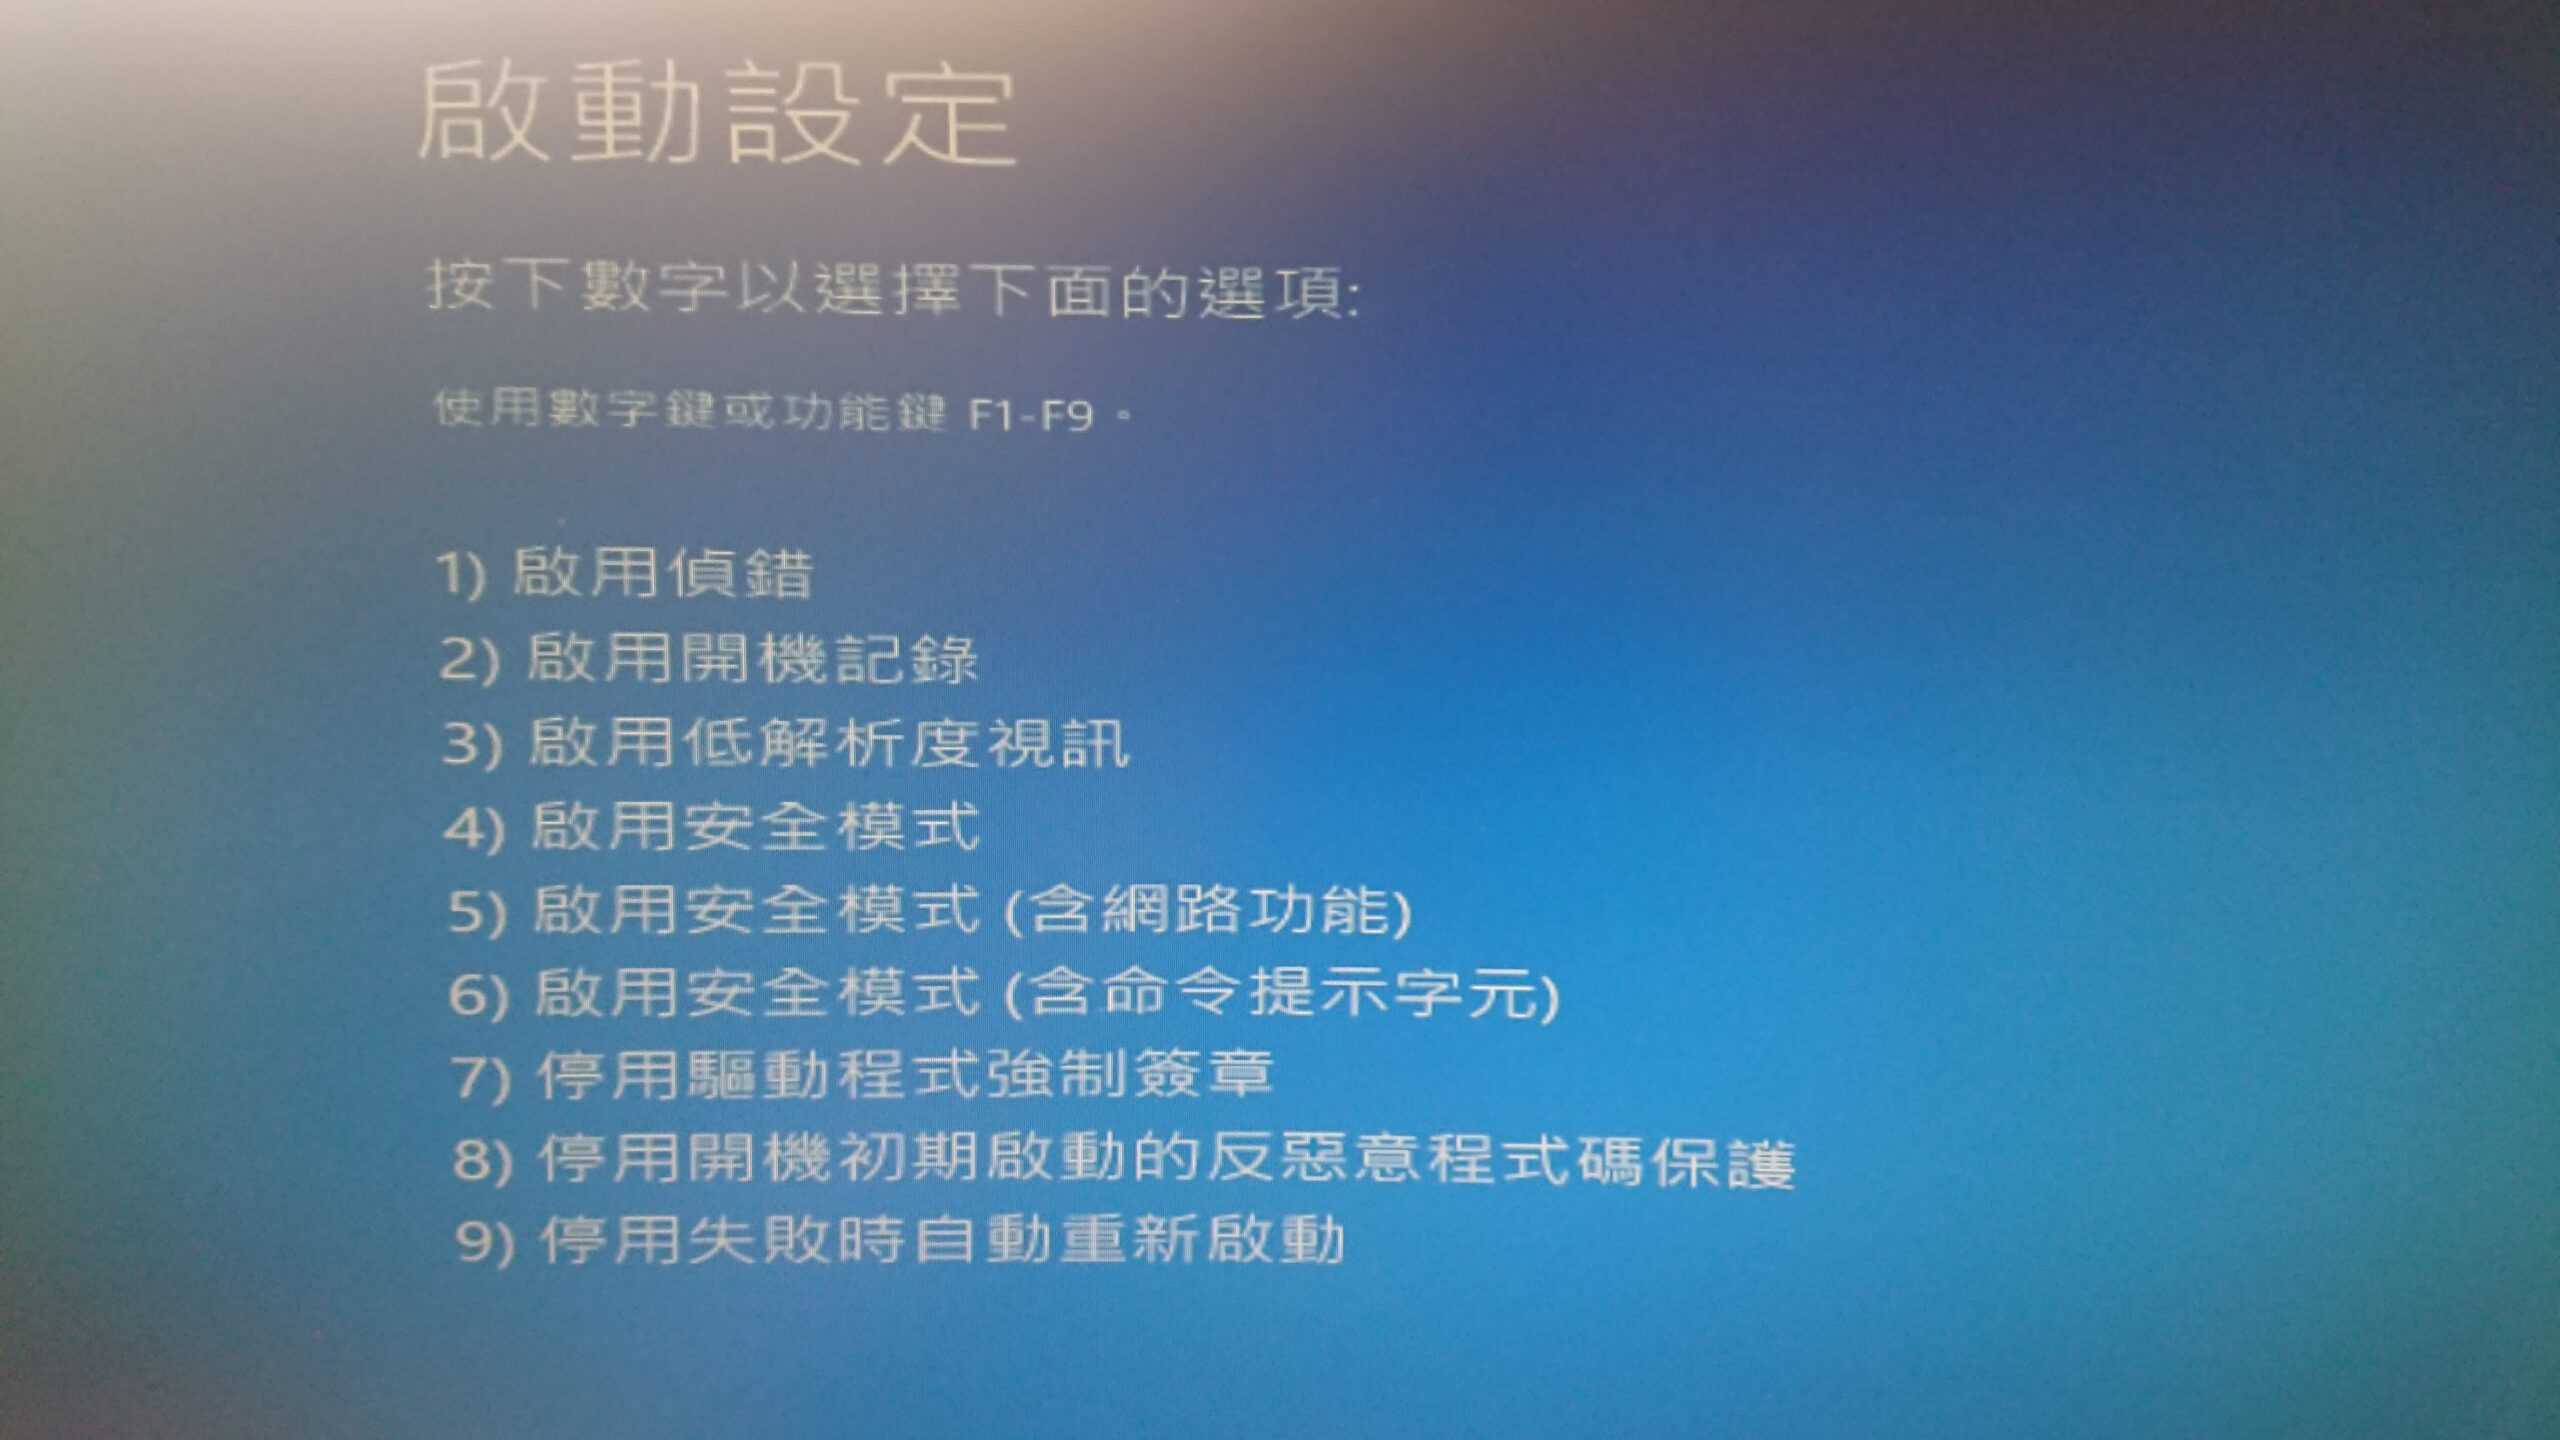 啟動設定
按下數字以選擇下面的選項:
使用數字鍵或功能鍵 F1-F9。
1) 啟用偵錯
2) 啟用開機記錄
3) 啟用低解析度視訊
4) 啟用安全模式
5) 啟用安全模式 (含網路功能)
6) 啟用安全模式 (含命令提示字元)
7) 停用驅動程式強制簽章
8) 停用開機初期啟動的反惡意程式碼保護
9) 停用失敗時自動重新啟動